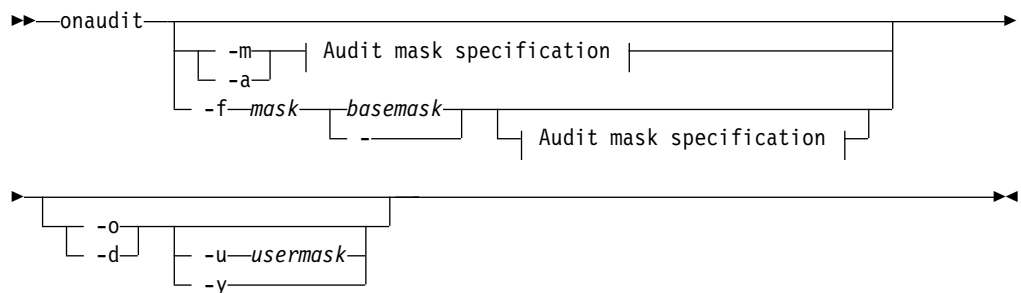 onaudit
-m Audit mask specification
-a
-f mask basemask
-
Audit mask specification
-o
-d
-u usermask
-y